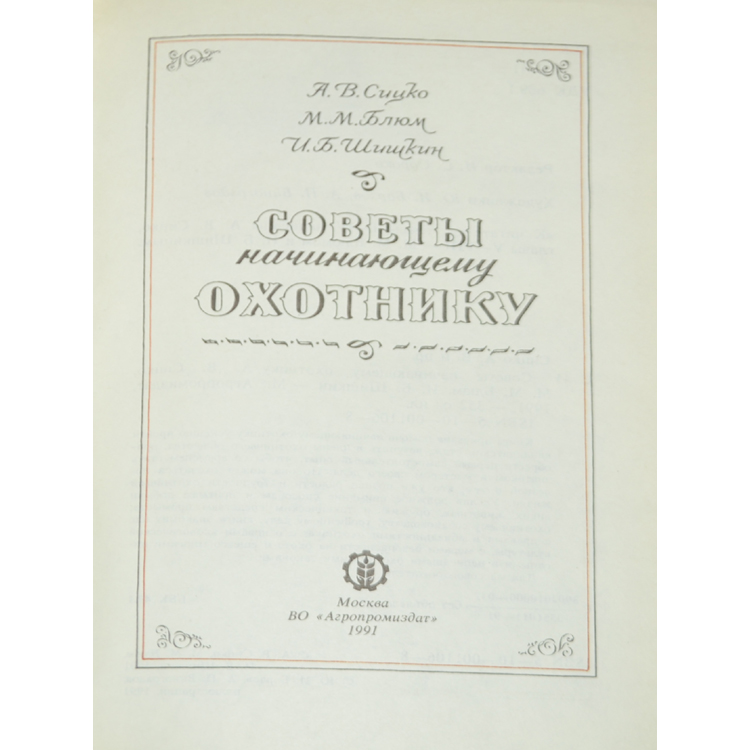 А. В. Сицко
М. М. Блюм
И. Б. Шишкин
СОВЕТЫ
начинающему
ОХОТНИКУ
Москва
ВО «Агропромиздат»
1991